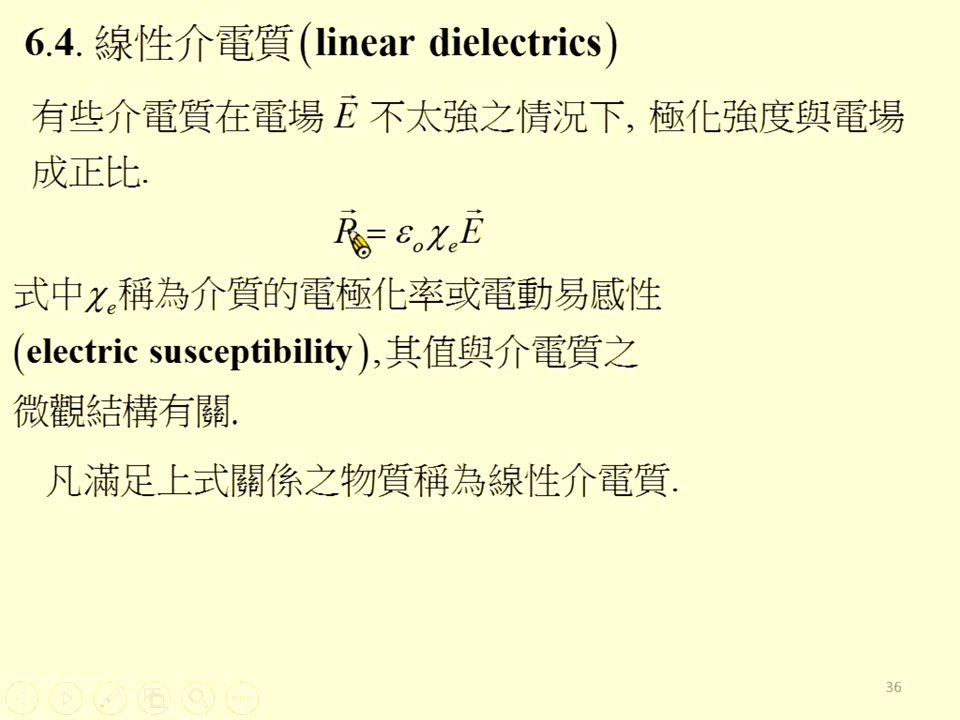 6.4. 線性介電質(linear dielectrics)
有些介電質在電場 E⃗ 不太強之情況下, 極化強度與電場
成正比.
P⃗ = ε₀χₑE⃗
式中χₑ稱為介質的電極化率或電動易感性
(electric susceptibility),其值與介電質之
微觀結構有關.
凡滿足上式關係之物質稱為線性介電質.
36